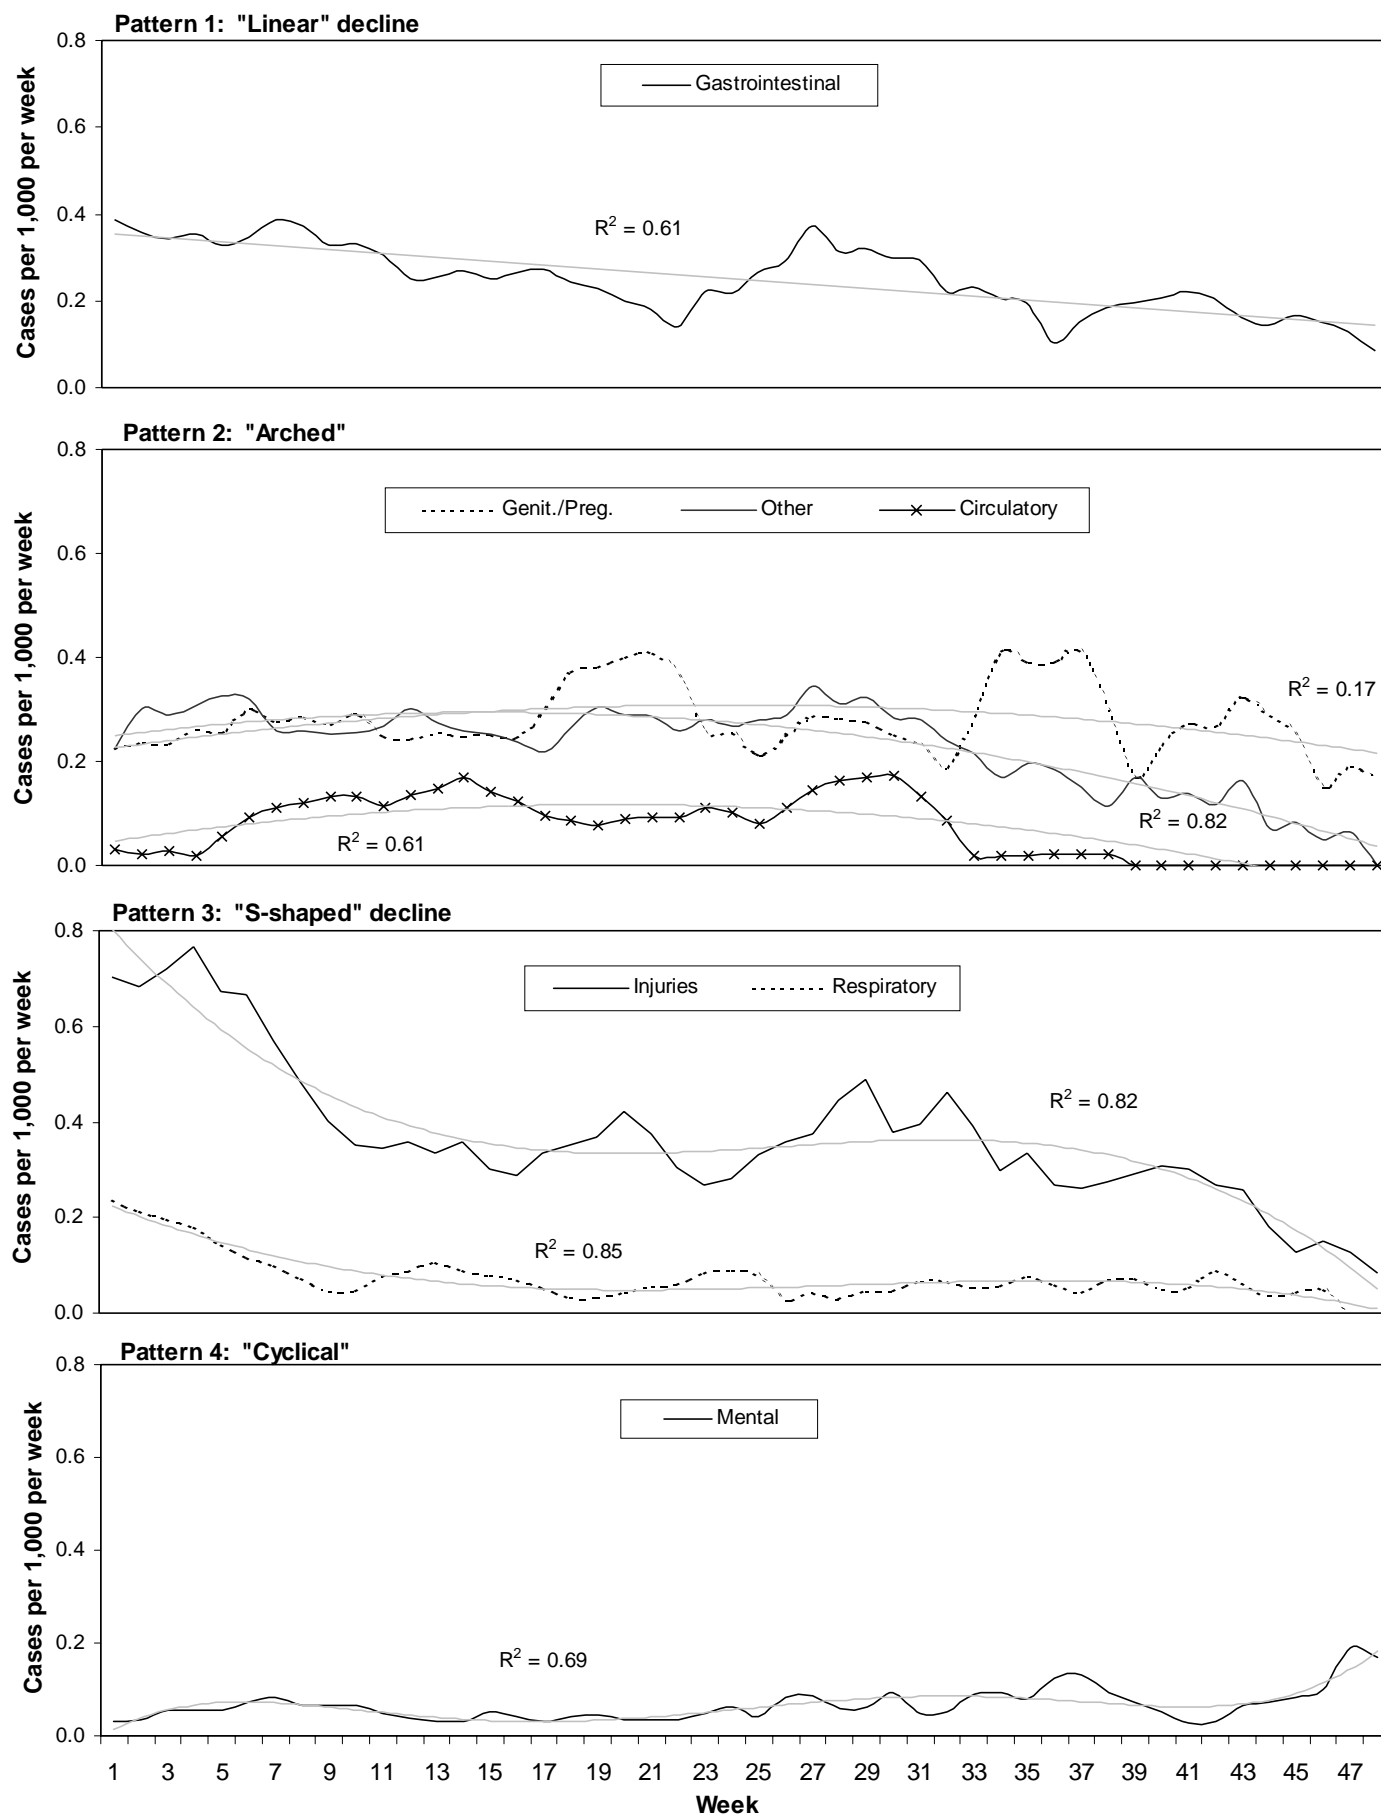 Pattern 1: "Linear" decline
Cases per 1,000 per week
0.8
0.6
0.4
0.2
0.0
Gastrointestinal
R² = 0.61
Pattern 2: "Arched"
Cases per 1,000 per week
0.8
0.6
0.4
0.2
0.0
Genit./Preg. Other Circulatory
R² = 0.17
R² = 0.82
R² = 0.61
Pattern 3: "S-shaped" decline
Cases per 1,000 per week
0.8
0.6
0.4
0.2
0.0
Injuries Respiratory
R² = 0.82
R² = 0.85
Pattern 4: "Cyclical"
Cases per 1,000 per week
0.8
0.6
0.4
0.2
0.0
Mental
R² = 0.69
1 3 5 7 9 11 13 15 17 19 21 23 25 27 29 31 33 35 37 39 41 43 45 47
Week